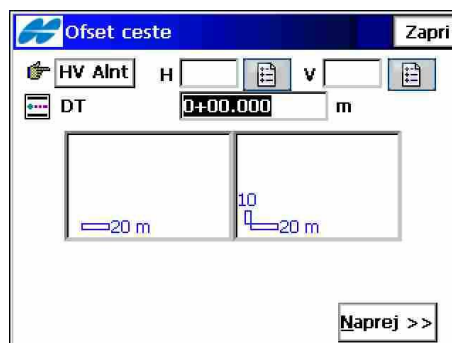 Ofset ceste Zapri
HV Alnt H V
DT 0+00.000 m
20 m
10
20 m
Naprej >>